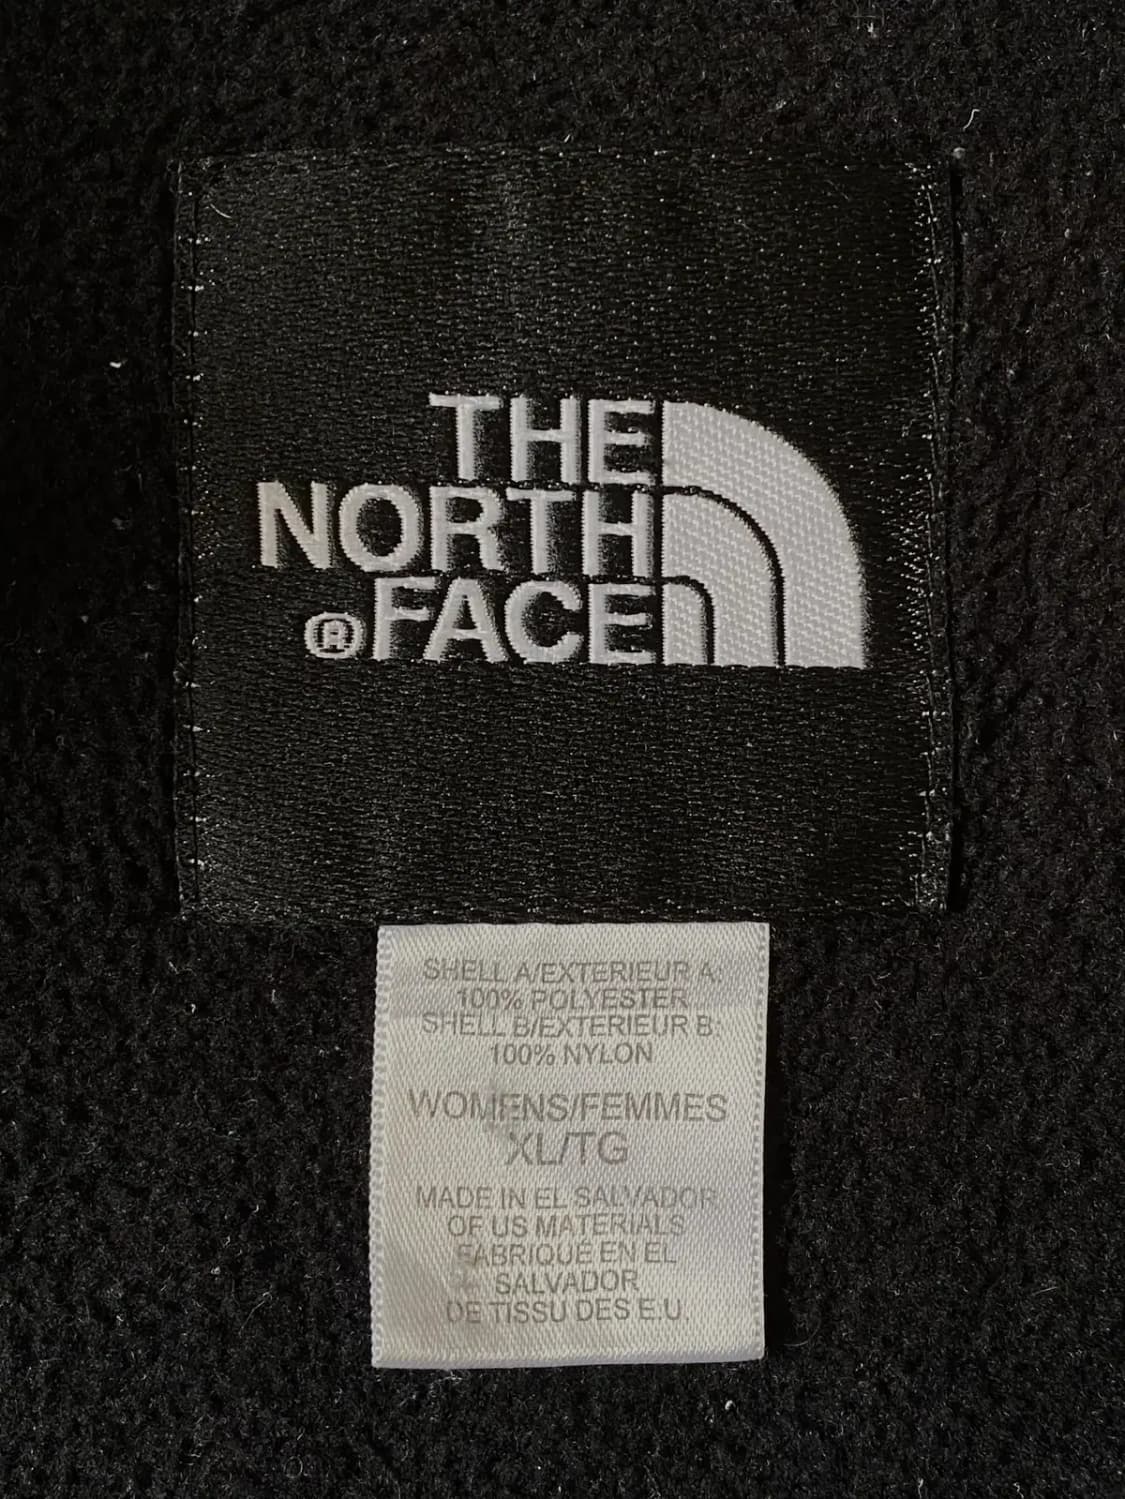 THE
NORTH
® FACE
SHELL A/EXTERIEUR A:
100% POLYESTER
SHELL B/EXTERIEUR B:
100% NYLON
WOMENS/FEMMES
XL/TG
MADE IN EL SALVADOR
OF US MATERIALS
FABRIQUÉ EN EL
SALVADOR
DE TISSU DES E.U.